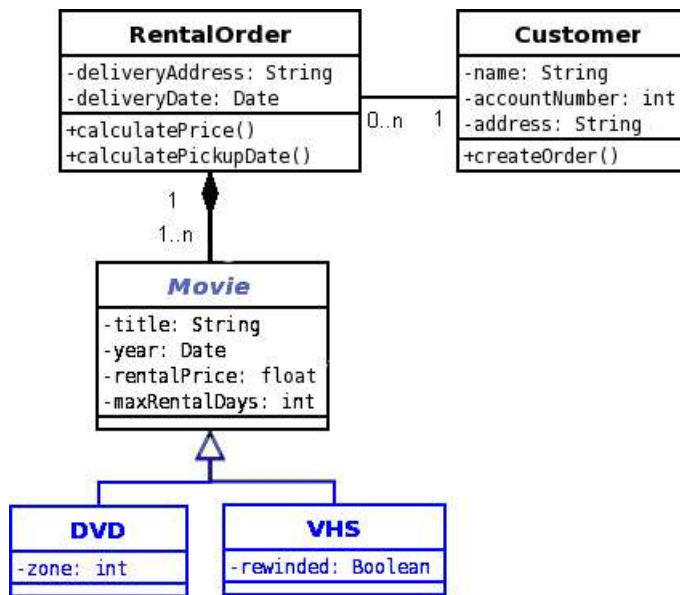 RentalOrder
-deliveryAddress: String
-deliveryDate: Date
+calculatePrice()
+calculatePickupDate()
0..n 1
Customer
-name: String
-accountNumber: int
-address: String
+createOrder()
1
1..n
Movie
-title: String
-year: Date
-rentalPrice: float
-maxRentalDays: int
DVD
-zone: int
VHS
-rewinded: Boolean